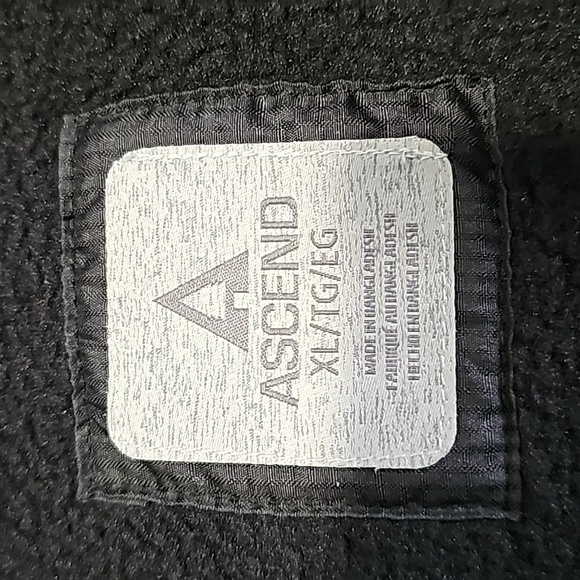 ASCEND
XL/TG/EG
MADE IN BANGLADESH
FABRIQUÉ AU BANGLADESH
HECHO EN BANGLADESH